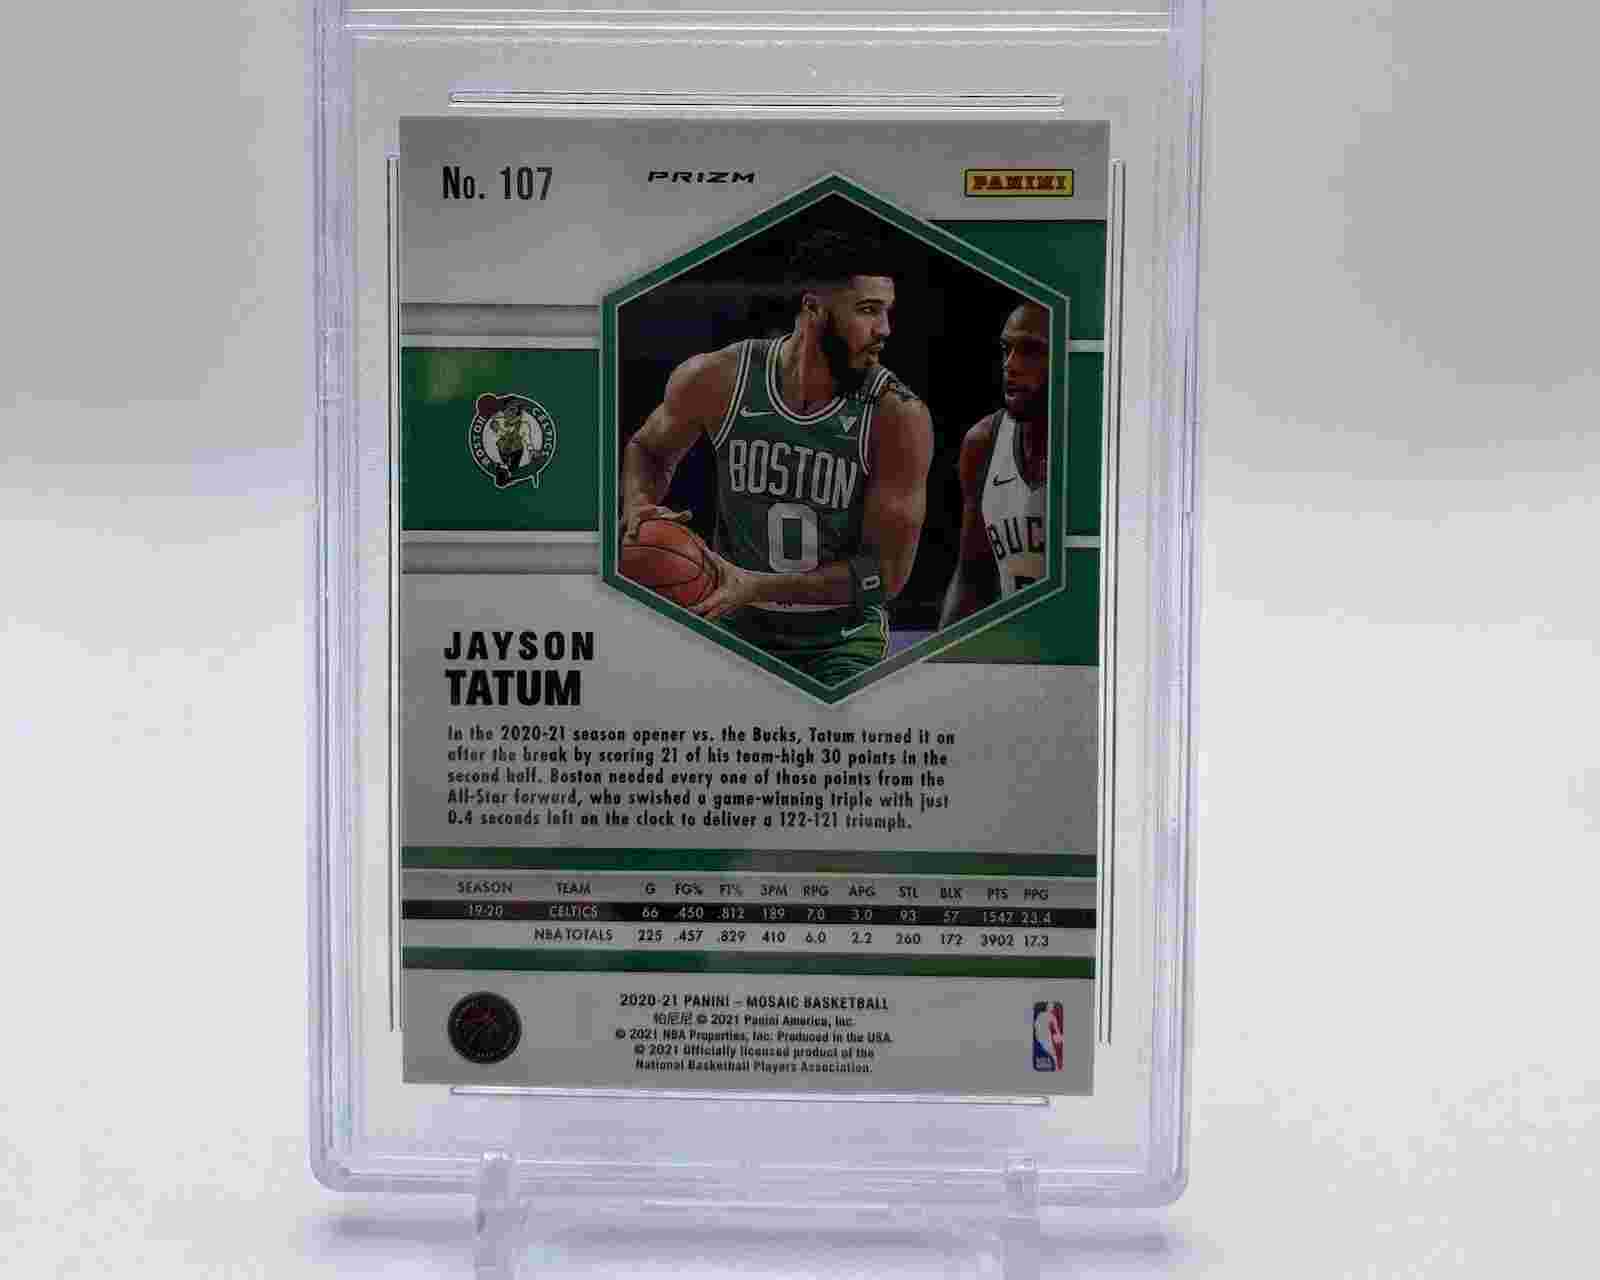 No. 107
PRIZM
PANINI
BOSTON
CELTICS
BOSTON
0
0
BUC
JAYSON
TATUM
In the 2020-21 season opener vs. the Bucks, Tatum turned it on
after the break by scoring 21 of his team-high 30 points in the
second half. Boston needed every one of those points from the
All-Star forward, who swished a game-winning triple with just
0.4 seconds left on the clock to deliver a 122-121 triumph.
SEASON TEAM G FG% FT% 3PM RPG APG STL BLK PTS PPG
19-20 CELTICS 66 .450 .812 189 7.0 3.0 93 57 1547 23.4
NBA TOTALS 225 .457 .829 410 6.0 2.2 260 172 3902 17.3
2020-21 PANINI – MOSAIC BASKETBALL
帕尼尼 © 2021 Panini America, Inc.
© 2021 NBA Properties, Inc. Produced in the USA.
© 2021 Officially licensed product of the
National Basketball Players Association.
NBA